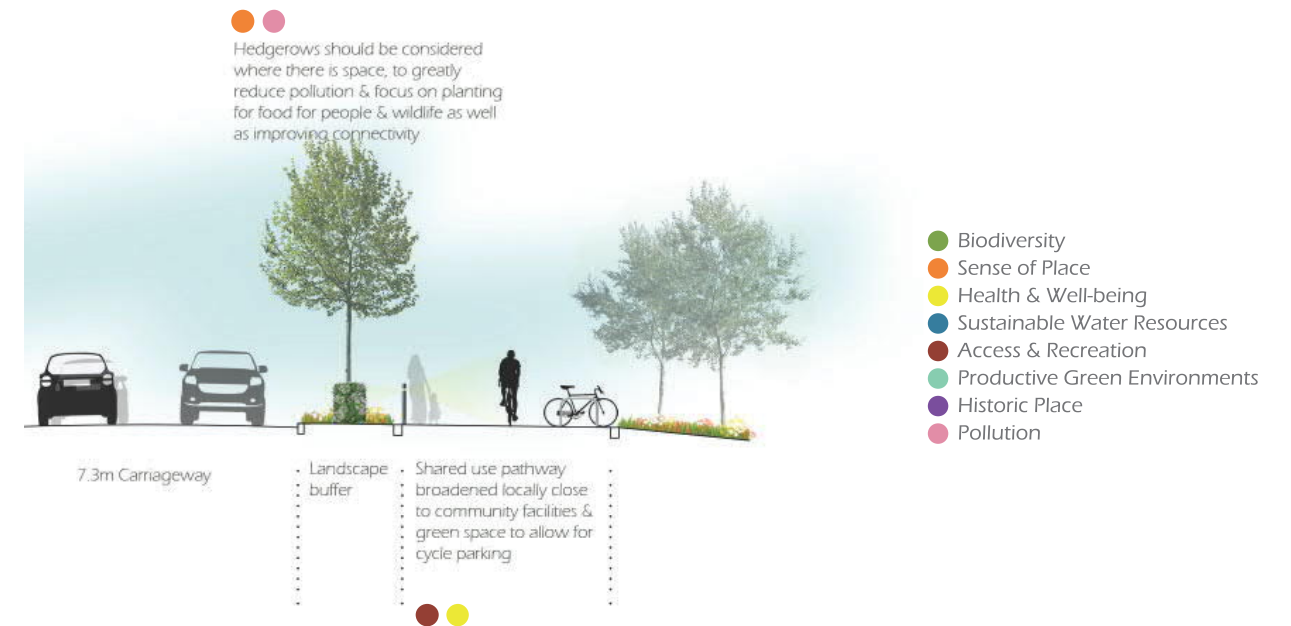 Hedgerows should be considered
where there is space, to greatly
reduce pollution & focus on planting
for food for people & wildlife as well
as improving connectivity
Biodiversity
Sense of Place
Health & Well-being
Sustainable Water Resources
Access & Recreation
Productive Green Environments
Historic Place
Pollution
7.3m Carriageway
Landscape
buffer
Shared use pathway
broadened locally close
to community facilities &
green space to allow for
cycle parking